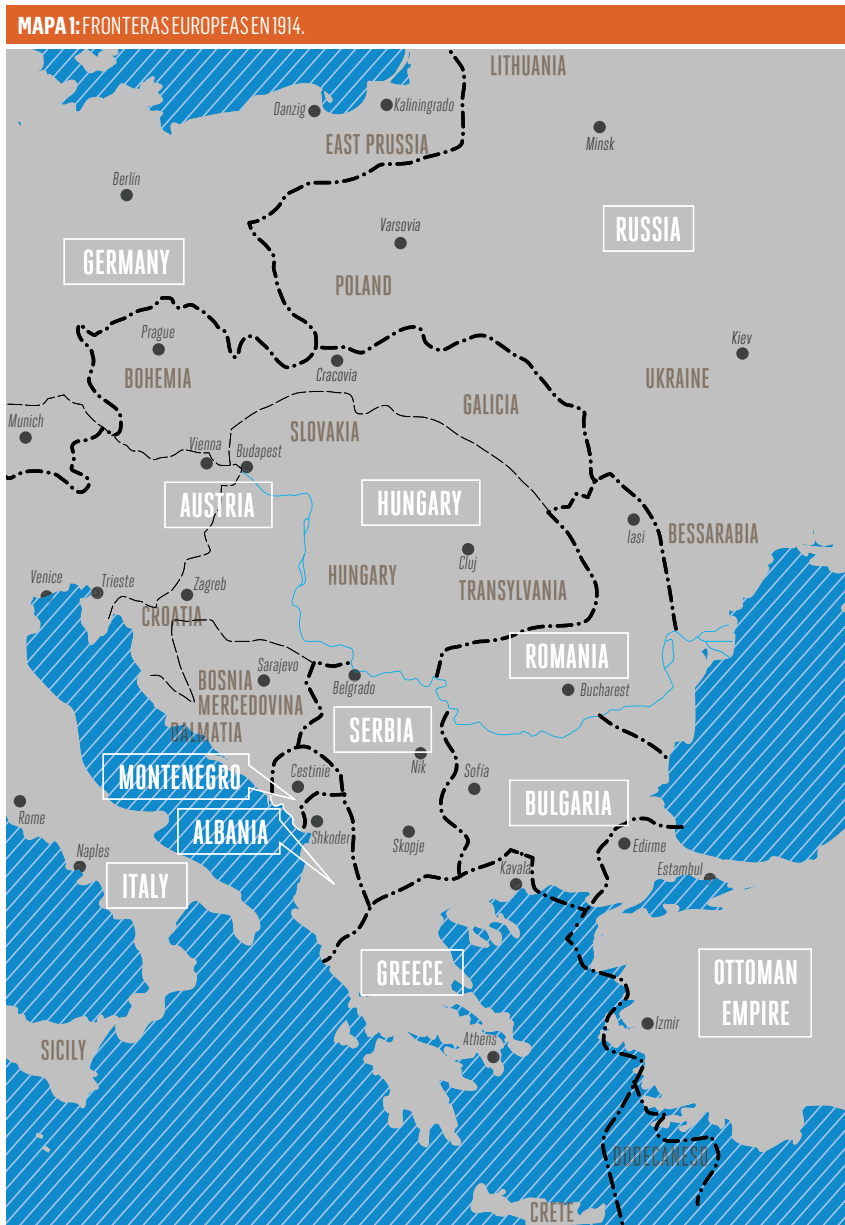 MAPA 1: FRONTERAS EUROPEAS EN 1914.
LITHUANIA
Danzig
Kaliningrado
EAST PRUSSIA
Minsk
Berlín
Varsovia
RUSSIA
GERMANY
POLAND
Prague
Kiev
BOHEMIA
Cracovia
UKRAINE
GALICIA
Munich
SLOVAKIA
Vienna
Budapest
AUSTRIA
HUNGARY
Iasi
BESSARABIA
Cluj
HUNGARY
TRANSYLVANIA
Venice
Trieste
Zagreb
CROATIA
ROMANIA
Sarajevo
BOSNIA
MERCEDOVINA
Belgrado
Bucharest
DALMATIA
SERBIA
Nik
MONTENEGRO
Cestinie
Sofía
BULGARIA
Rome
ALBANIA
Shkoder
Skopje
Edirme
Naples
Kavala
Estambul
ITALY
GREECE
OTTOMAN
EMPIRE
Izmir
SICILY
Athens
DODECANESO
CRETE